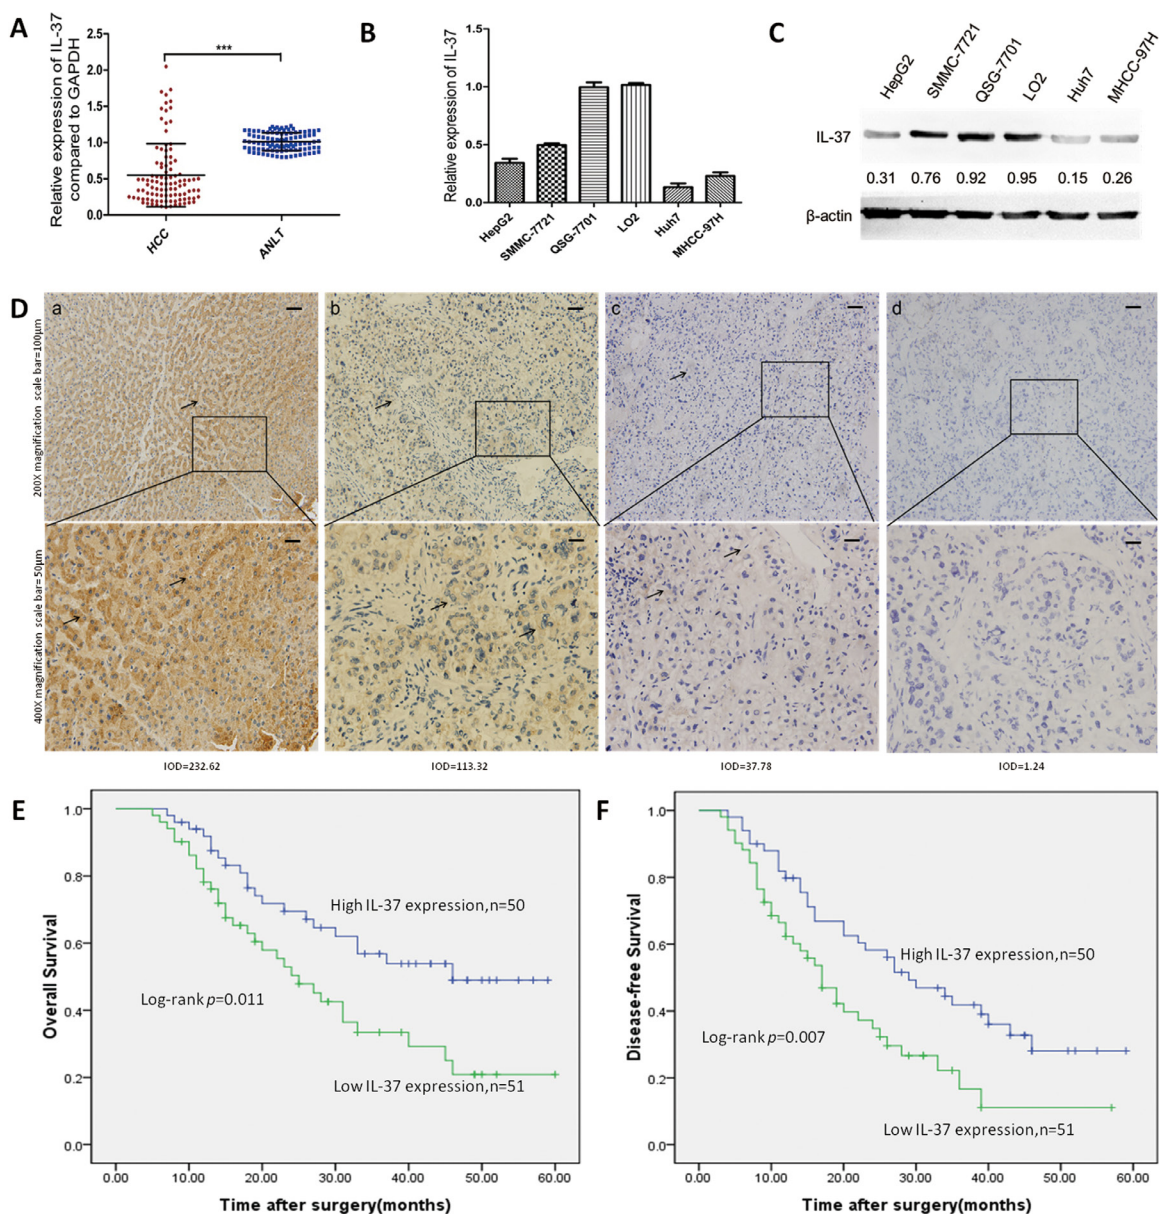 A
Relative expression of IL-37
compared to GAPDH
2.5
2.0
1.5
1.0
0.5
0.0
***
HCC
ANLT
B
Relative expression of IL-37
1.5
1.0
0.5
0.0
HepG2
SMMC-7721
QSG-7701
LO2
Huh7
MHCC-97H
C
HepG2
SMMC-7721
QSG-7701
LO2
Huh7
MHCC-97H
IL-37
0.31 0.76 0.92 0.95 0.15 0.26
β-actin
D
200X magnification scale bar=100μm
a
b
c
d
400X magnification scale bar= 50μm
IOD=232.62
IOD=113.32
IOD=37.78
IOD=1.24
E
Overall Survival
1.0
0.8
0.6
0.4
0.2
0.0
High IL-37 expression,n=50
Log-rank p=0.011
Low IL-37 expression,n=51
0.00 10.00 20.00 30.00 40.00 50.00 60.00
Time after surgery(months)
F
Disease-free Survival
1.0
0.8
0.6
0.4
0.2
0.0
High IL-37 expression,n=50
Log-rank p=0.007
Low IL-37 expression,n=51
0.00 10.00 20.00 30.00 40.00 50.00 60.00
Time after surgery(months)